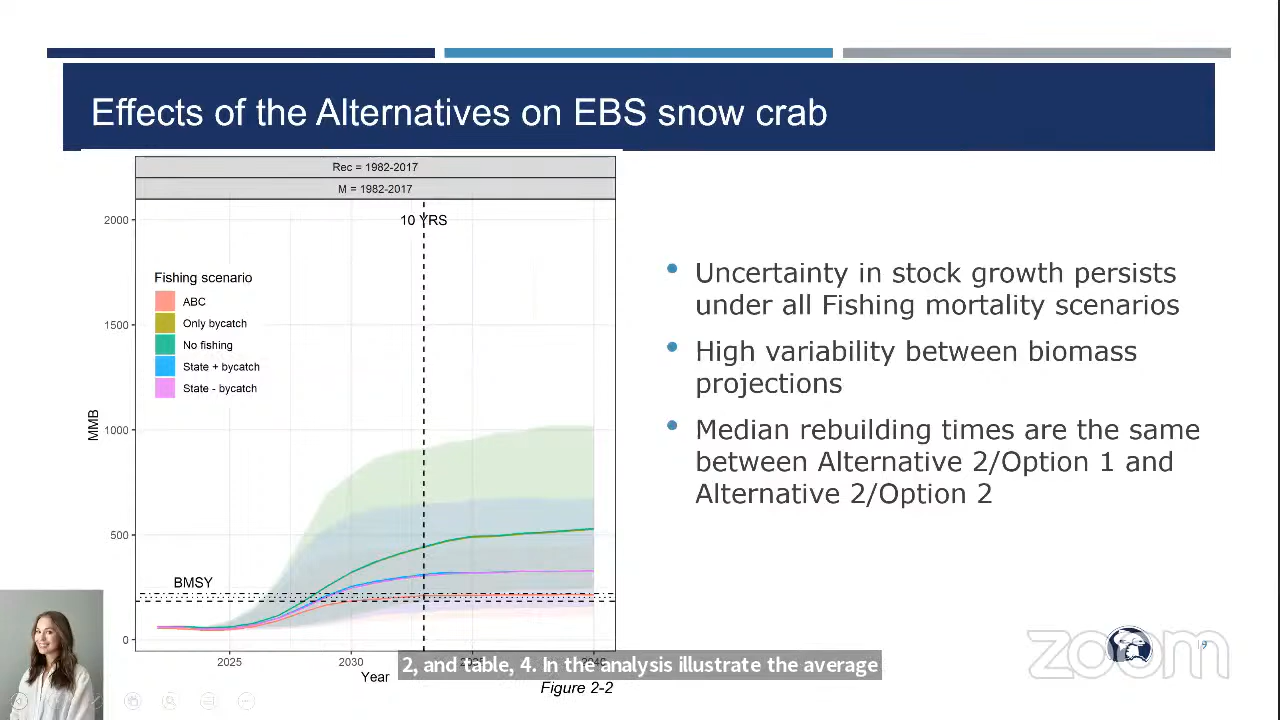 Effects of the Alternatives on EBS snow crab
Rec = 1982-2017
M = 1982-2017
10 YRS
2000
1500
1000
500
0
MMB
Fishing scenario
ABC
Only bycatch
No fishing
State + bycatch
State - bycatch
BMSY
2025
2030
Year
Figure 2-2
Uncertainty in stock growth persists
under all Fishing mortality scenarios
High variability between biomass
projections
Median rebuilding times are the same
between Alternative 2/Option 1 and
Alternative 2/Option 2
2, and table, 4. In the analysis illustrate the average
zoom
9